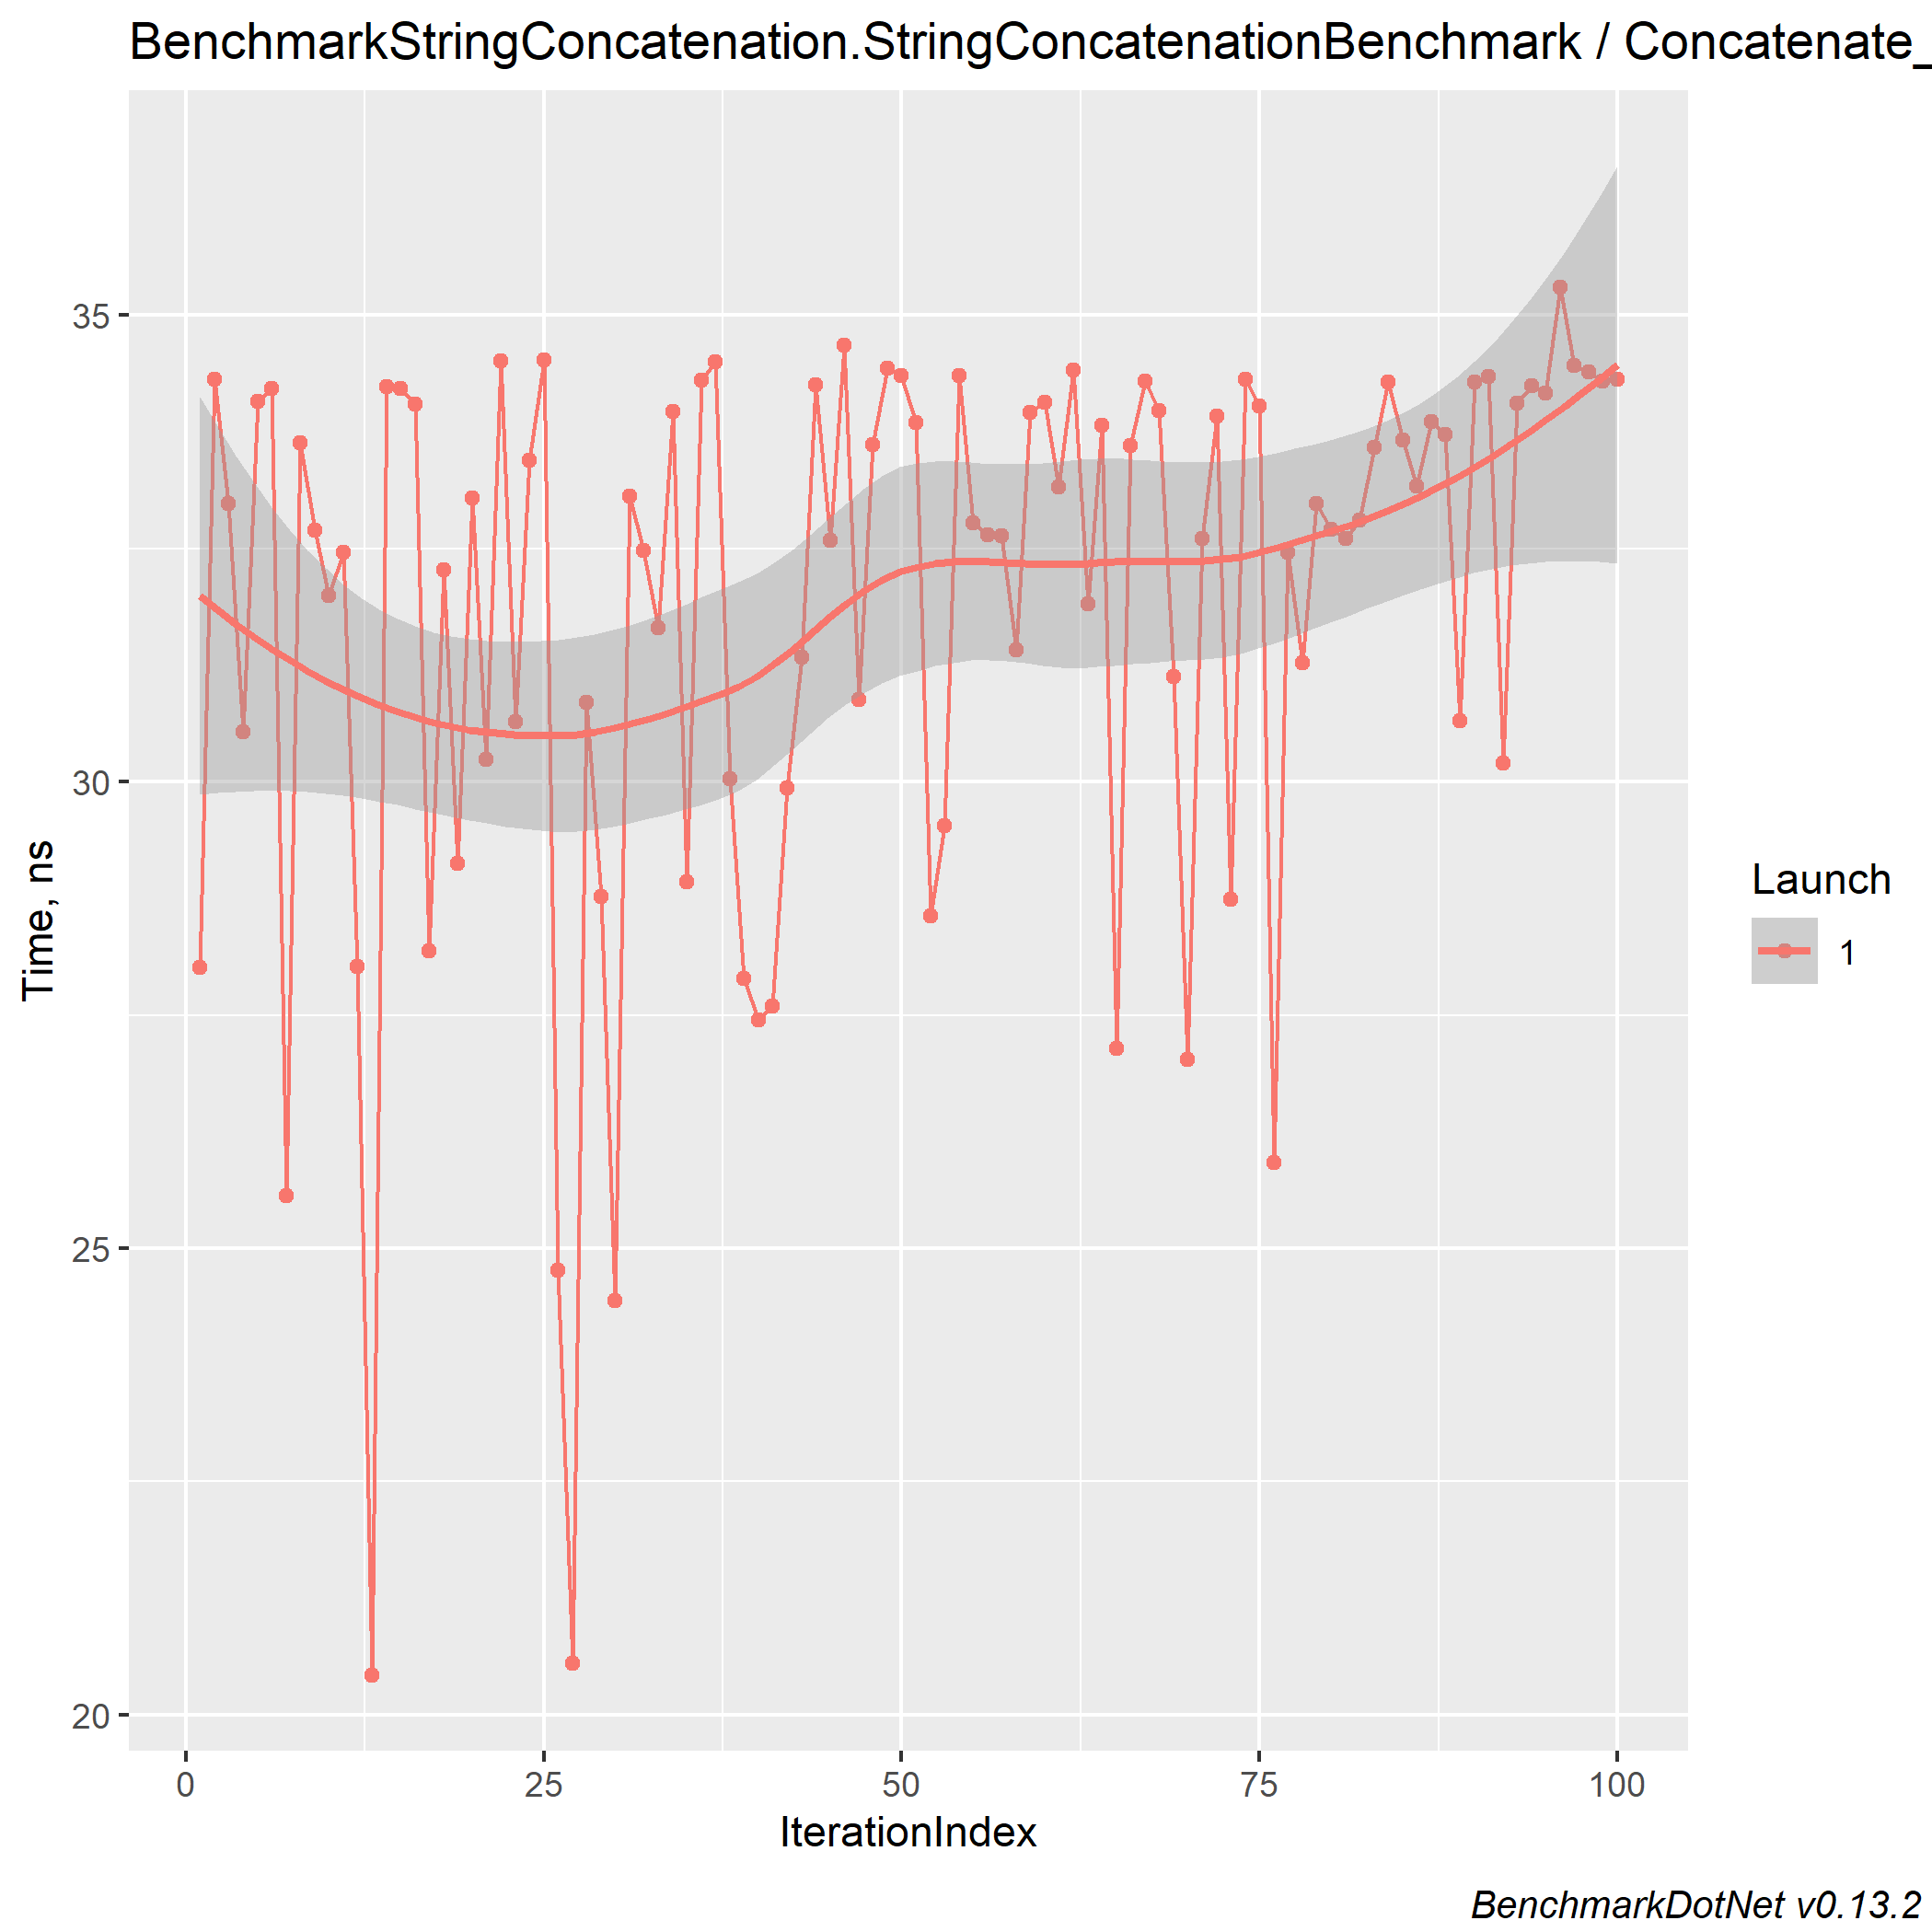 BenchmarkStringConcatenation.StringConcatenationBenchmark / Concatenate_
35
30
25
20
Time, ns
0 25 50 75 100
IterationIndex
Launch
1
BenchmarkDotNet v0.13.2